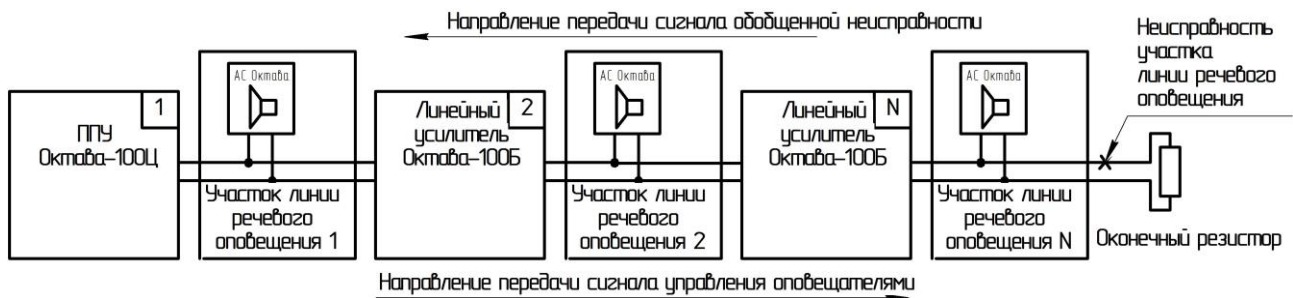 Направление передачи сигнала обобщенной неисправности
Неисправность
участка
линии речевого
оповещения
1
ППУ
Октава-100Ц
АС Октава
Участок линии
речевого
оповещения 1
2
Линейный
усилитель
Октава-100Б
АС Октава
Участок линии
речевого
оповещения 2
N
Линейный
усилитель
Октава-100Б
АС Октава
Участок линии
речевого
оповещения N
Оконечный резистор
Направление передачи сигнала управления оповещателями